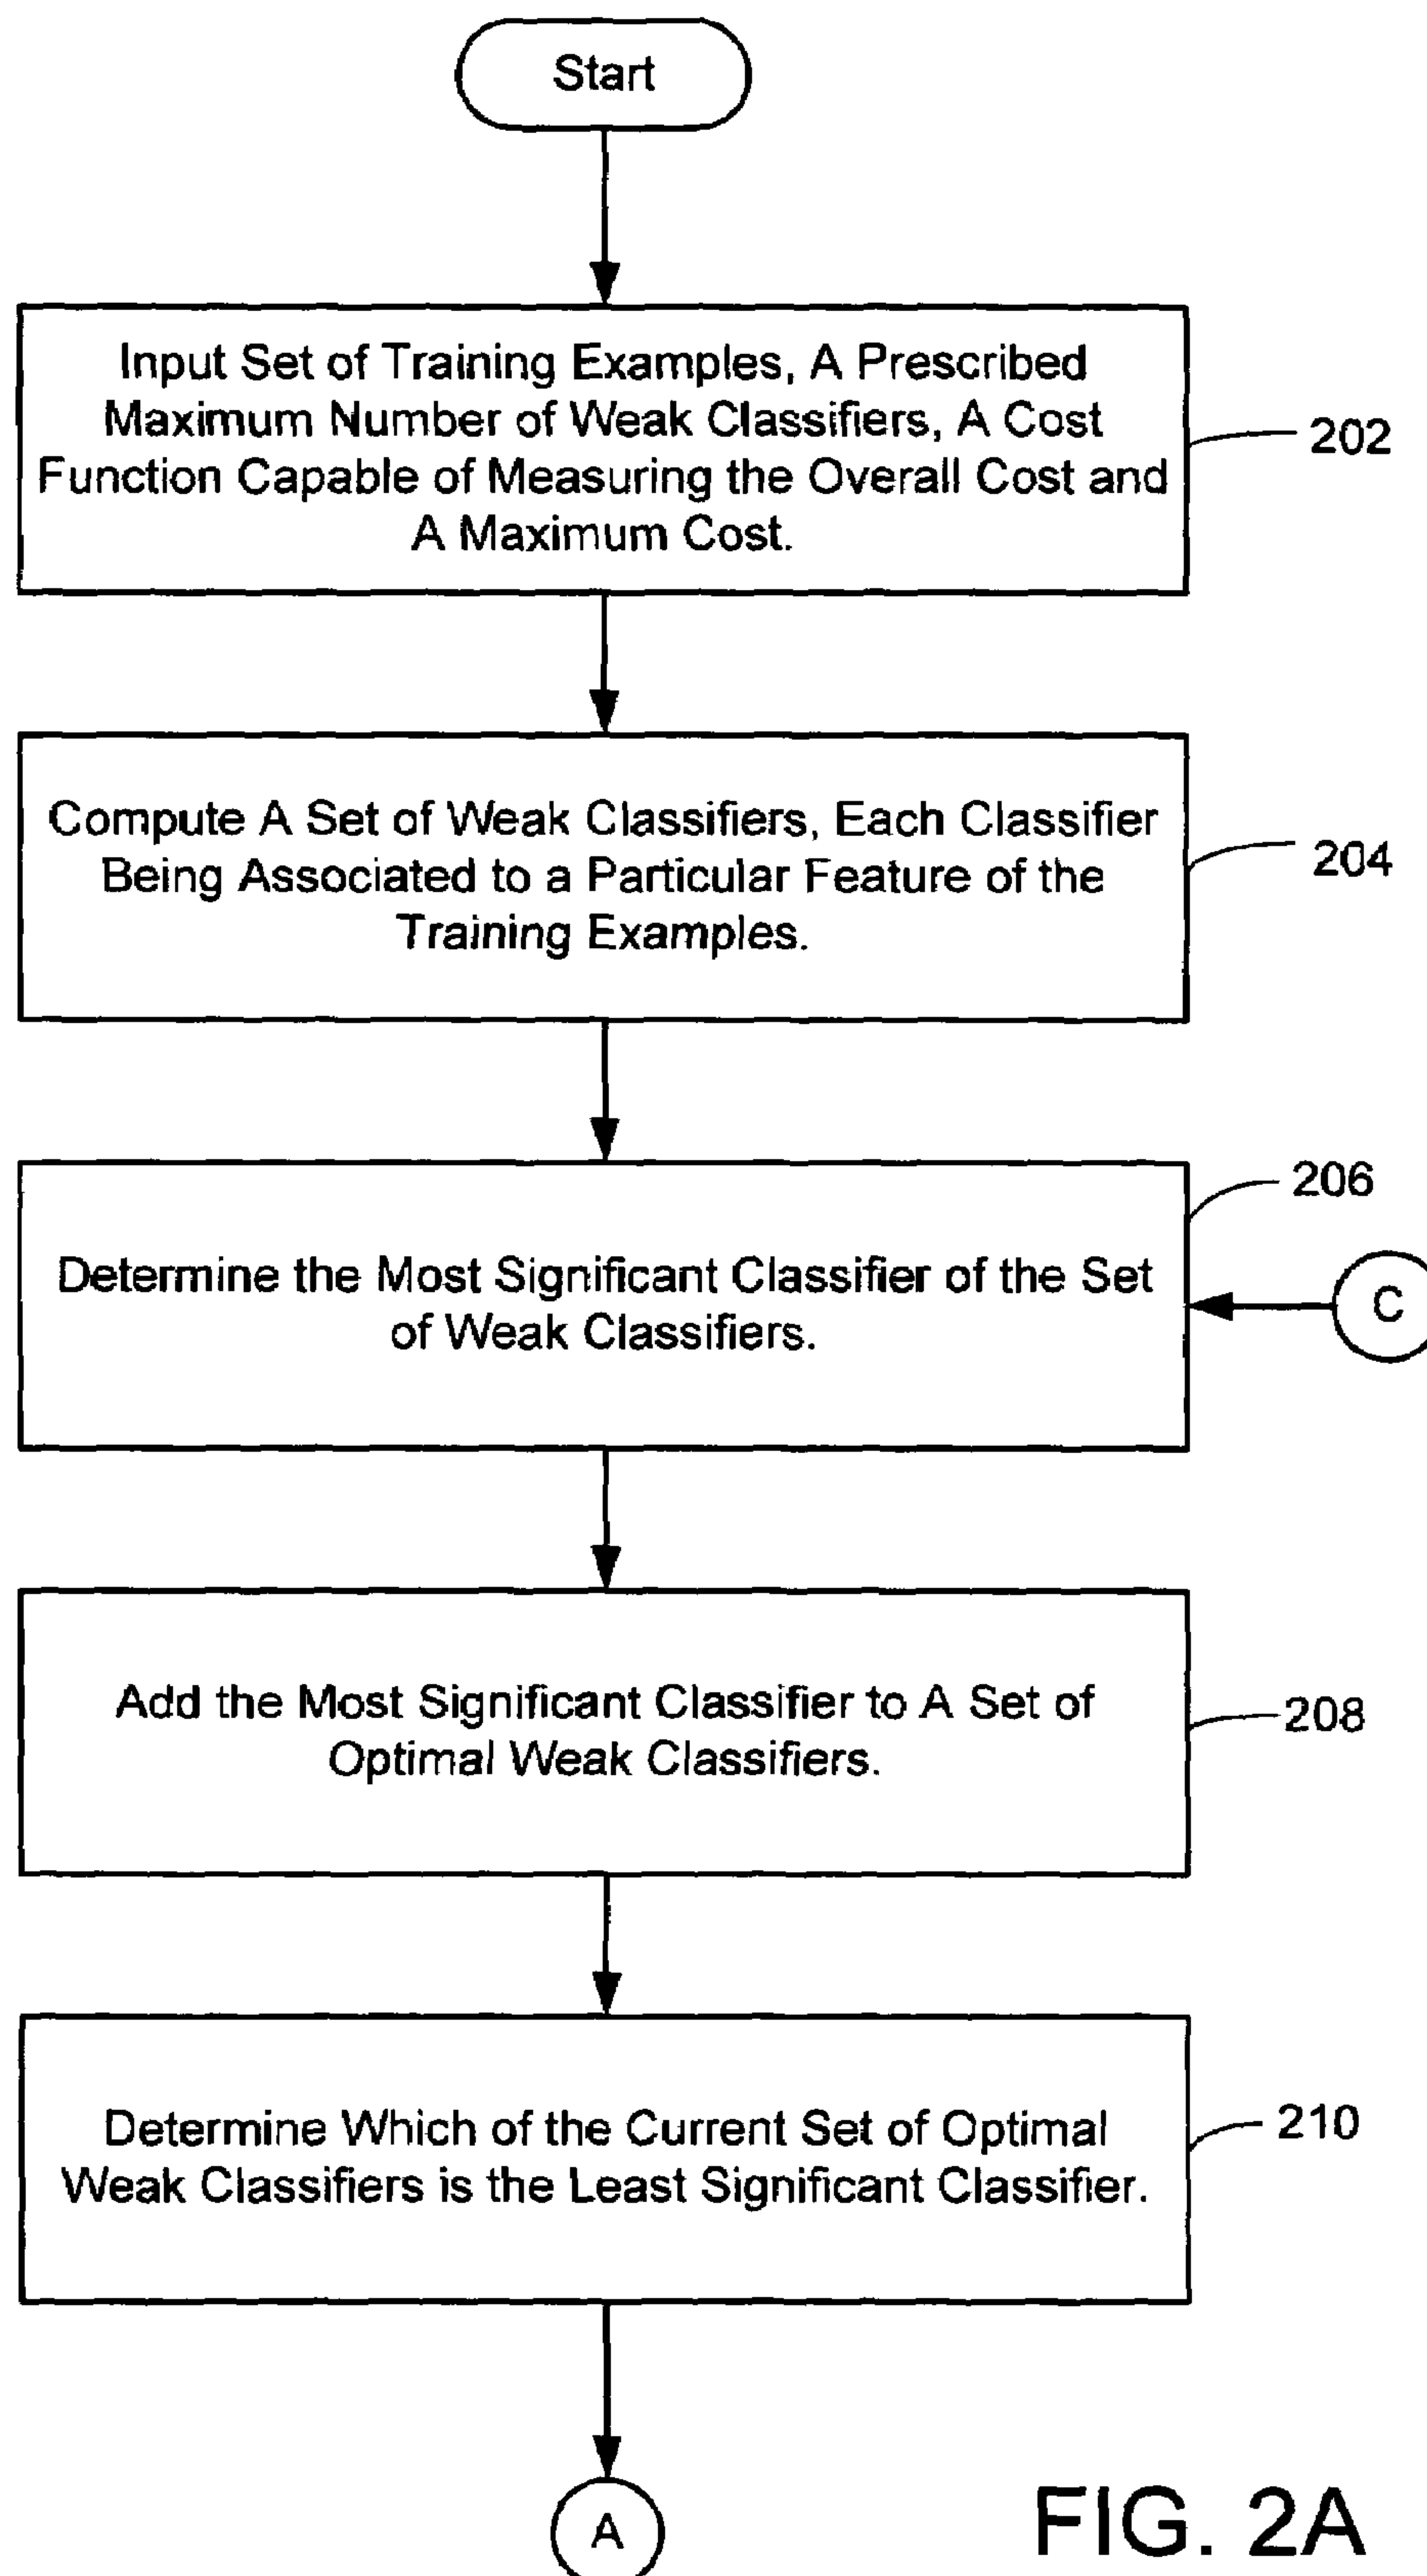 Start
Input Set of Training Examples, A Prescribed
Maximum Number of Weak Classifiers, A Cost
Function Capable of Measuring the Overall Cost and
A Maximum Cost.
202
Compute A Set of Weak Classifiers, Each Classifier
Being Associated to a Particular Feature of the
Training Examples.
204
206
Determine the Most Significant Classifier of the Set
of Weak Classifiers.
C
Add the Most Significant Classifier to A Set of
Optimal Weak Classifiers.
208
Determine Which of the Current Set of Optimal
Weak Classifiers is the Least Significant Classifier.
210
A
FIG. 2A